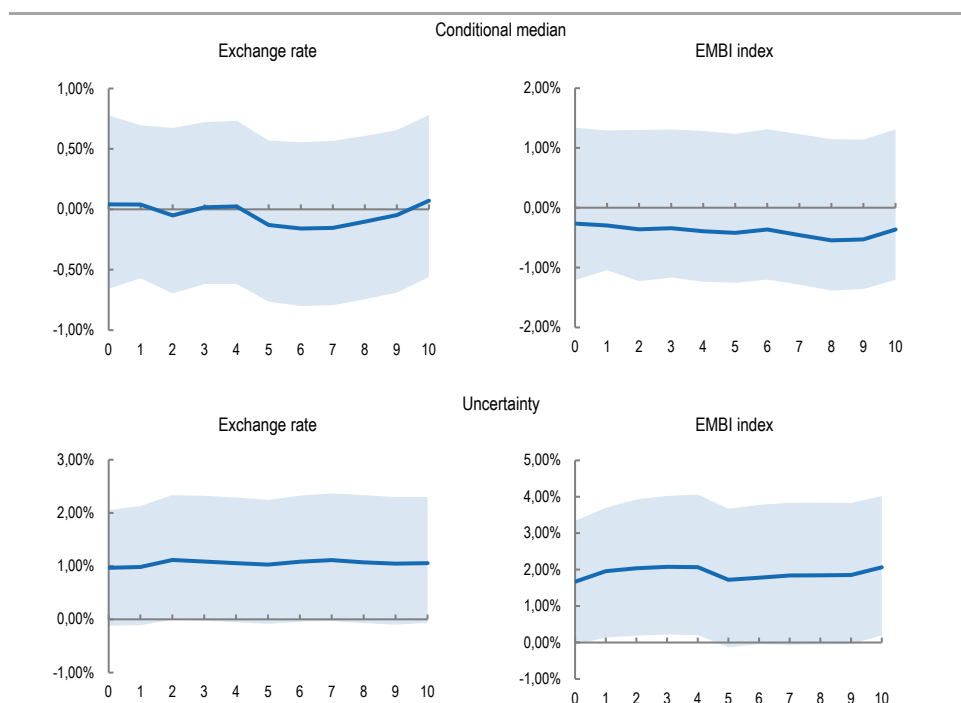 Conditional median
Exchange rate
EMBI index
1,00%
0,50%
0,00%
-0,50%
-1,00%
0 1 2 3 4 5 6 7 8 9 10
2,00%
1,00%
0,00%
-1,00%
-2,00%
0 1 2 3 4 5 6 7 8 9 10
Uncertainty
Exchange rate
EMBI index
3,00%
2,00%
1,00%
0,00%
-1,00%
0 1 2 3 4 5 6 7 8 9 10
5,00%
4,00%
3,00%
2,00%
1,00%
0,00%
-1,00%
0 1 2 3 4 5 6 7 8 9 10